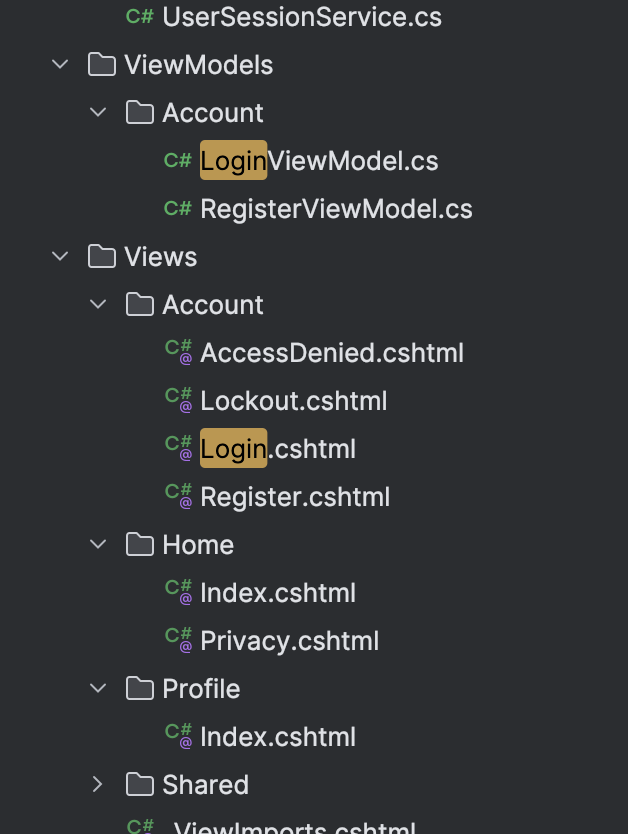 C# UserSessionService.cs
ViewModels
Account
C# LoginViewModel.cs
C# RegisterViewModel.cs
Views
Account
C#@ AccessDenied.cshtml
C#@ Lockout.cshtml
C#@ Login.cshtml
C#@ Register.cshtml
Home
C#@ Index.cshtml
C#@ Privacy.cshtml
Profile
C#@ Index.cshtml
Shared
C# _ViewImports.cshtml